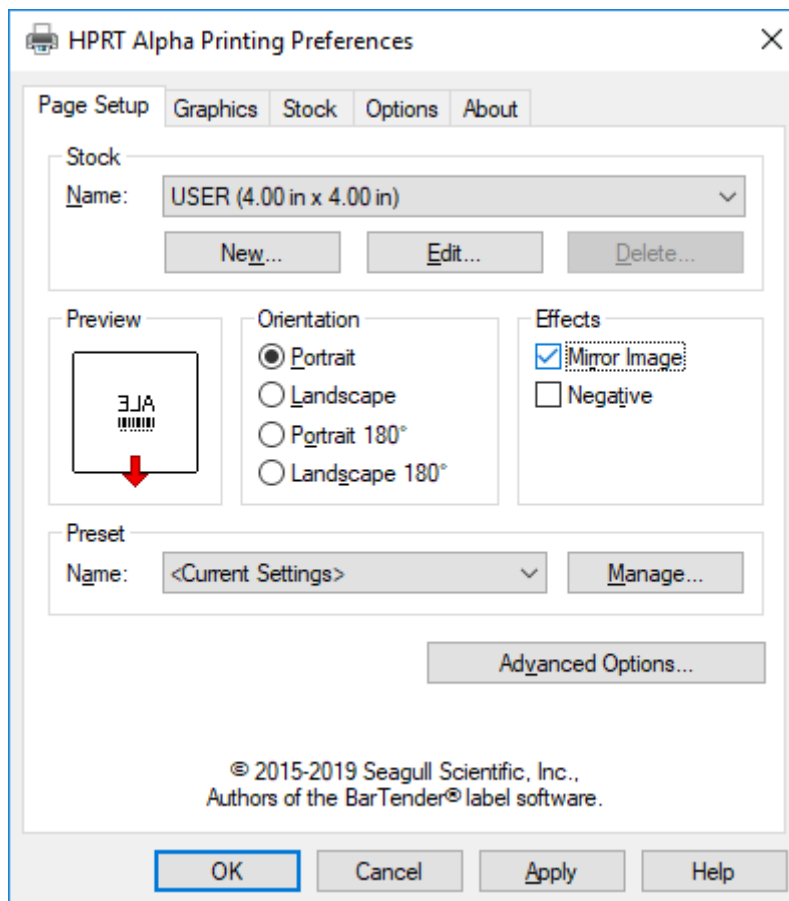 HPRT Alpha Printing Preferences
Page Setup Graphics Stock Options About
Stock
Name: USER (4.00 in x 4.00 in)
New... Edit... Delete...
Preview Orientation Effects
Portrait Mirror Image
ALE
Landscape Negative
Portrait 180°
Landscape 180°
Preset
Name: <Current Settings> Manage...
Advanced Options...
© 2015-2019 Seagull Scientific, Inc.,
Authors of the BarTender® label software.
OK Cancel Apply Help